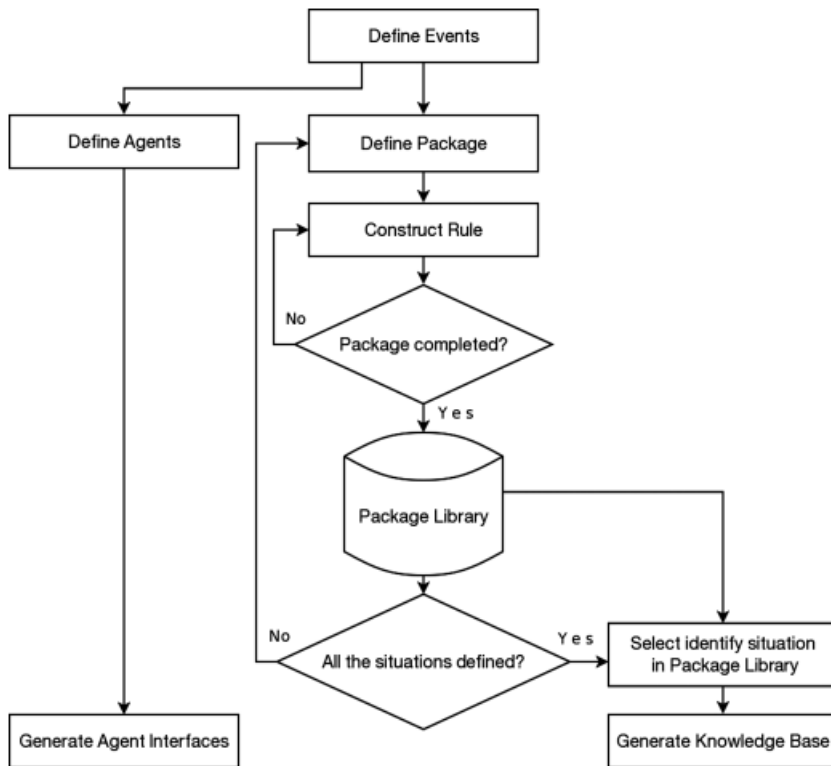 Define Events
Define Agents
Define Package
Construct Rule
No
Package completed?
Yes
Package Library
No
Yes
All the situations defined?
Select identify situation
in Package Library
Generate Agent Interfaces
Generate Knowledge Base